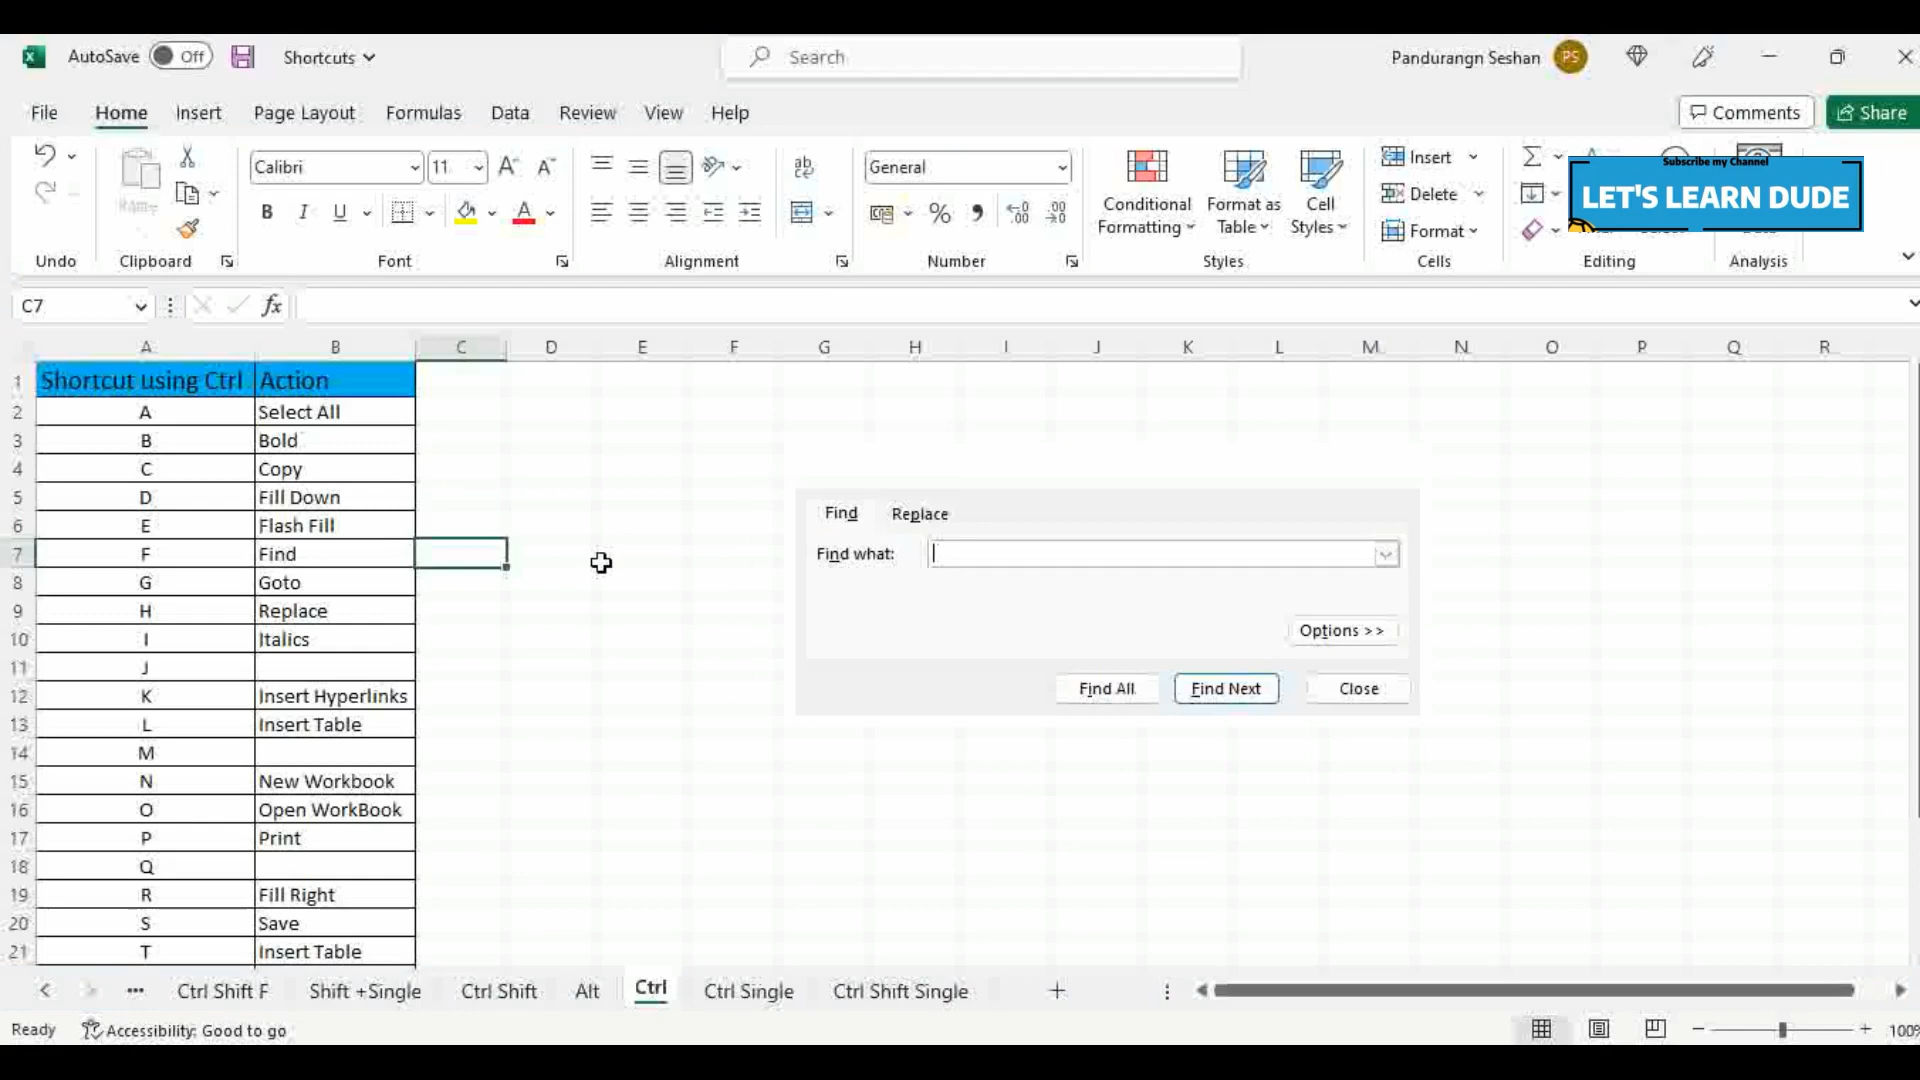 AutoSave Off Shortcuts Search Pandurangn Seshan PS
File Home Insert Page Layout Formulas Data Review View Help Comments Share
Calibri 11 General
Insert
Subscribe my Channel
LET'S LEARN DUDE
Delete
Conditional Formatting
Format as Table
Cell Styles
Format
Undo Clipboard Font Alignment Number Styles Cells Editing Analysis
C7 fx
A B C D E F G H I J K L M N O P Q R
1 Shortcut using Ctrl Action
2 A Select All
3 B Bold
4 C Copy
5 D Fill Down
6 E Flash Fill
7 F Find
8 G Goto
9 H Replace
10 I Italics
11 J
12 K Insert Hyperlinks
13 L Insert Table
14 M
15 N New Workbook
16 O Open WorkBook
17 P Print
18 Q
19 R Fill Right
20 S Save
21 T Insert Table
Find Replace
Find what:
Options >>
Find All Find Next Close
Ctrl Shift F Shift +Single Ctrl Shift Alt Ctrl Ctrl Single Ctrl Shift Single
Ready Accessibility: Good to go 100%